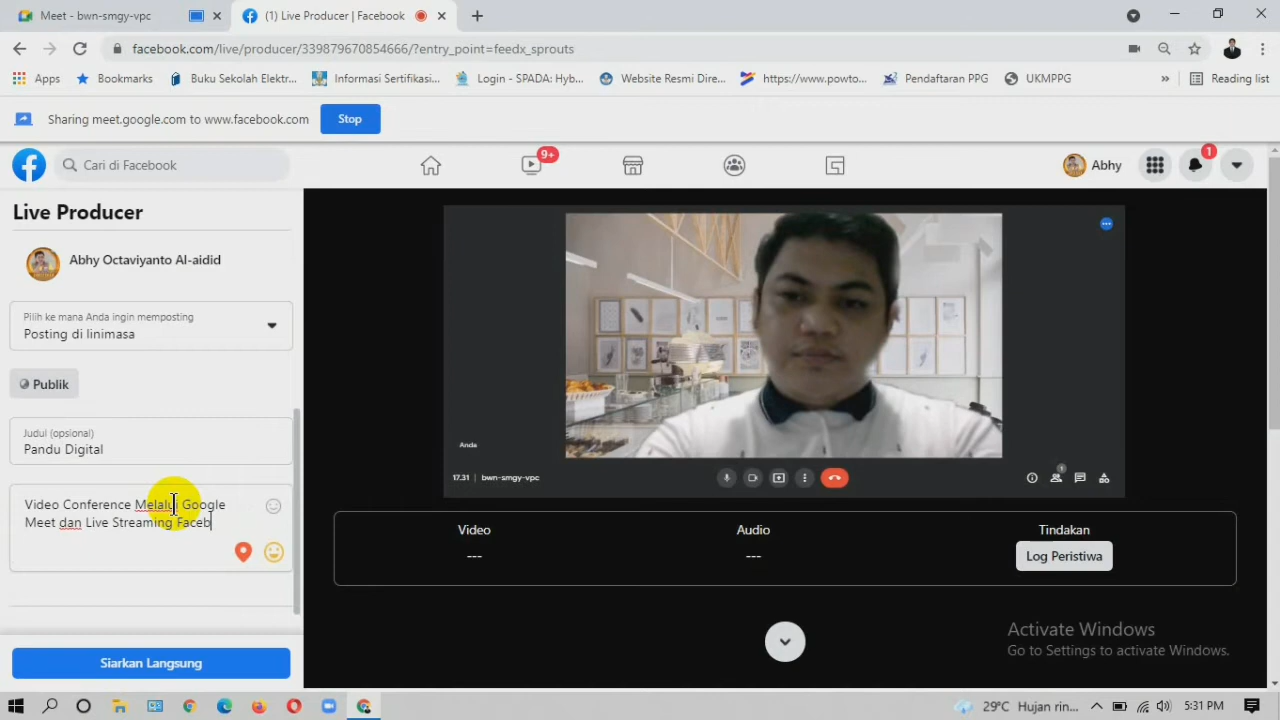 Meet - bwn-smgy-vpc
(1) Live Producer | Facebook
facebook.com/live/producer/339879670854666/?entry_point=feedx_sprouts
Apps
Bookmarks
Buku Sekolah Elektr...
Informasi Sertifikasi...
Login - SPADA: Hyb...
Website Resmi Dire...
https://www.powto...
Pendaftaran PPG
UKMPPG
»
Reading list
Sharing meet.google.com to www.facebook.com
Stop
Cari di Facebook
9+
Abhy
1
Live Producer
Abhy Octaviyanto Al-aidid
Pilih ke mana Anda ingin memposting
Posting di linimasa
Publik
Judul (opsional)
Pandu Digital
Video Conference Melalui Google
Meet dan Live Streaming Faceb
Siarkan Langsung
Anda
17.31 | bwn-smgy-vpc
1
Video
---
Audio
---
Tindakan
Log Peristiwa
Activate Windows
Go to Settings to activate Windows.
29°C Hujan rin...
5:31 PM